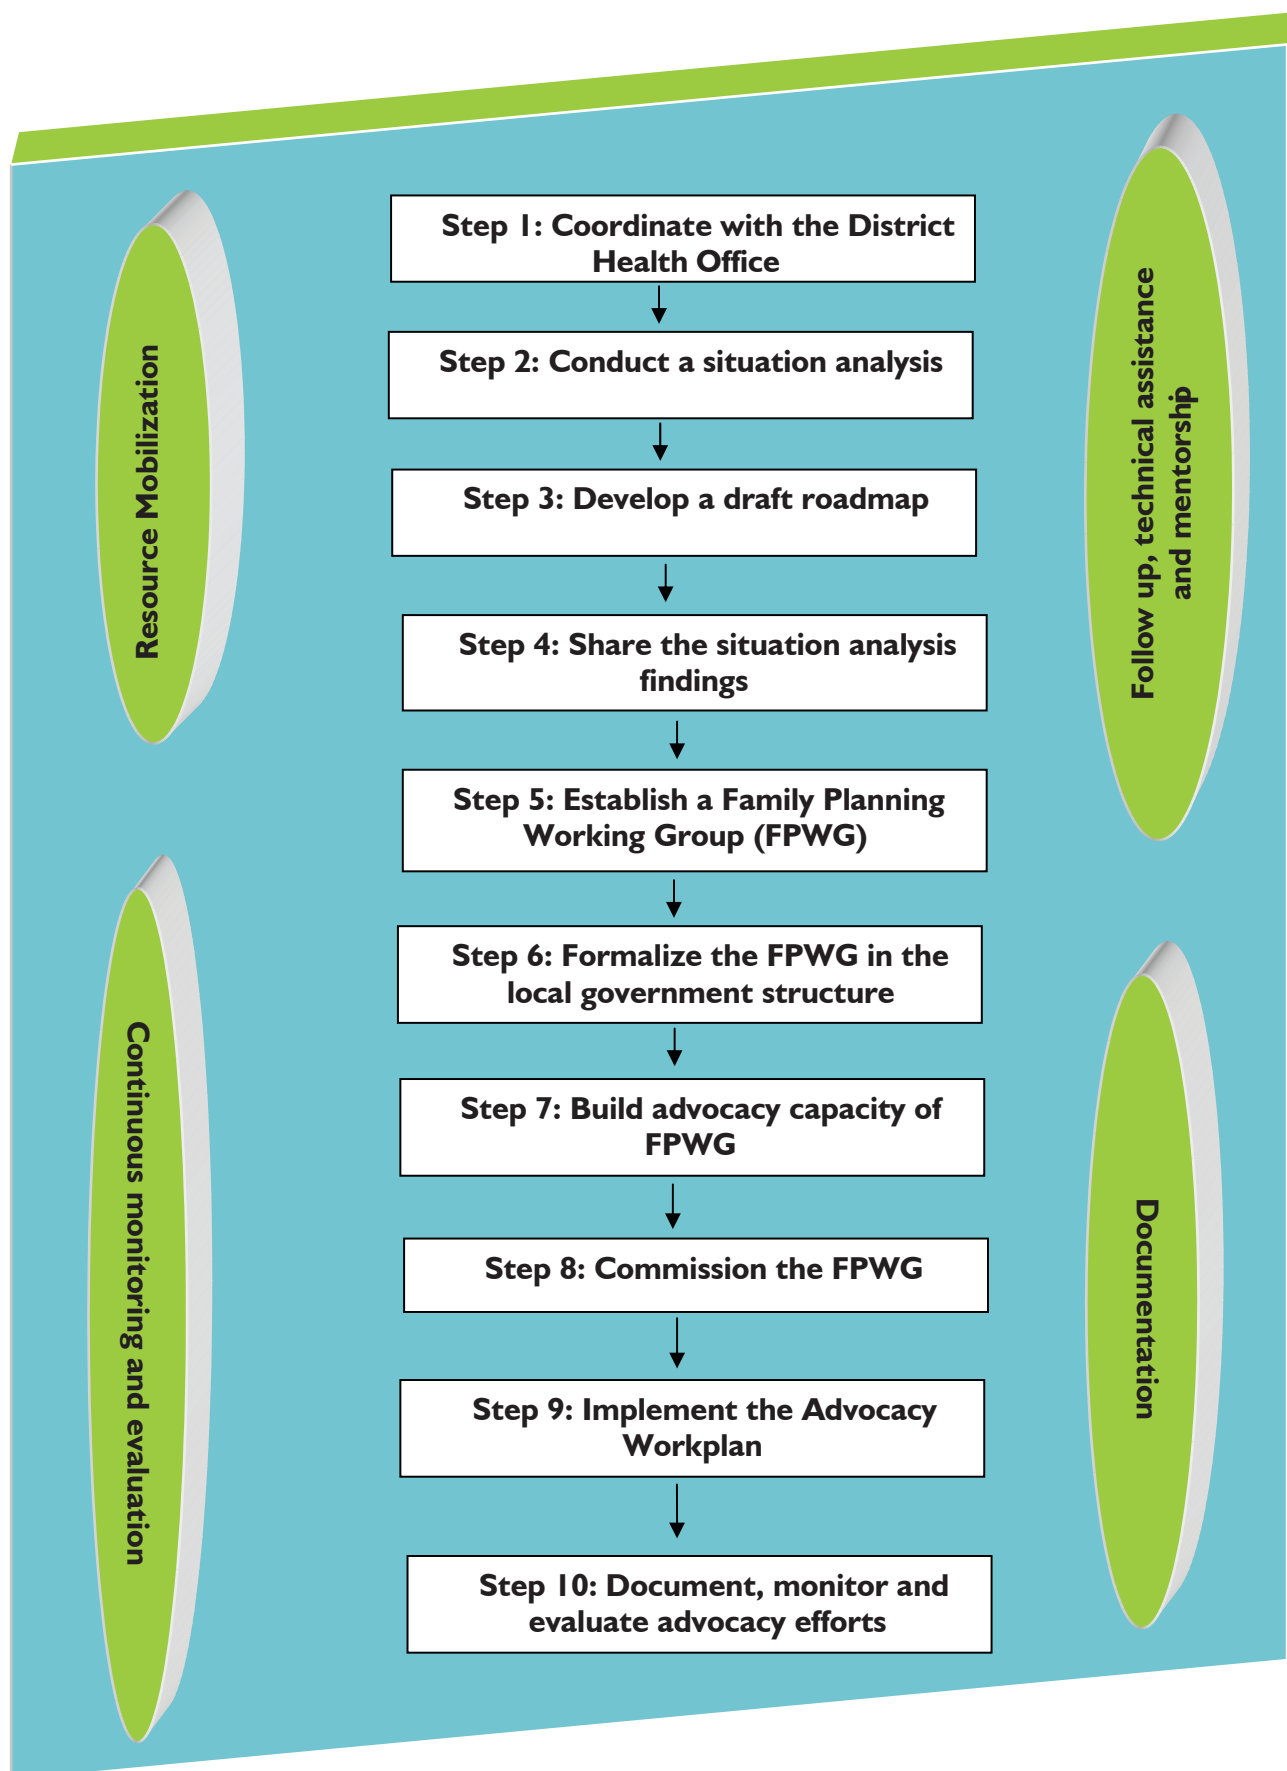 Step 1: Coordinate with the District
Health Office
Step 2: Conduct a situation analysis
Step 3: Develop a draft roadmap
Step 4: Share the situation analysis
findings
Step 5: Establish a Family Planning
Working Group (FPWG)
Step 6: Formalize the FPWG in the
local government structure
Step 7: Build advocacy capacity of
FPWG
Step 8: Commission the FPWG
Step 9: Implement the Advocacy
Workplan
Step 10: Document, monitor and
evaluate advocacy efforts
Resource Mobilization
Continuous monitoring and evaluation
Follow up, technical assistance
and mentorship
Documentation